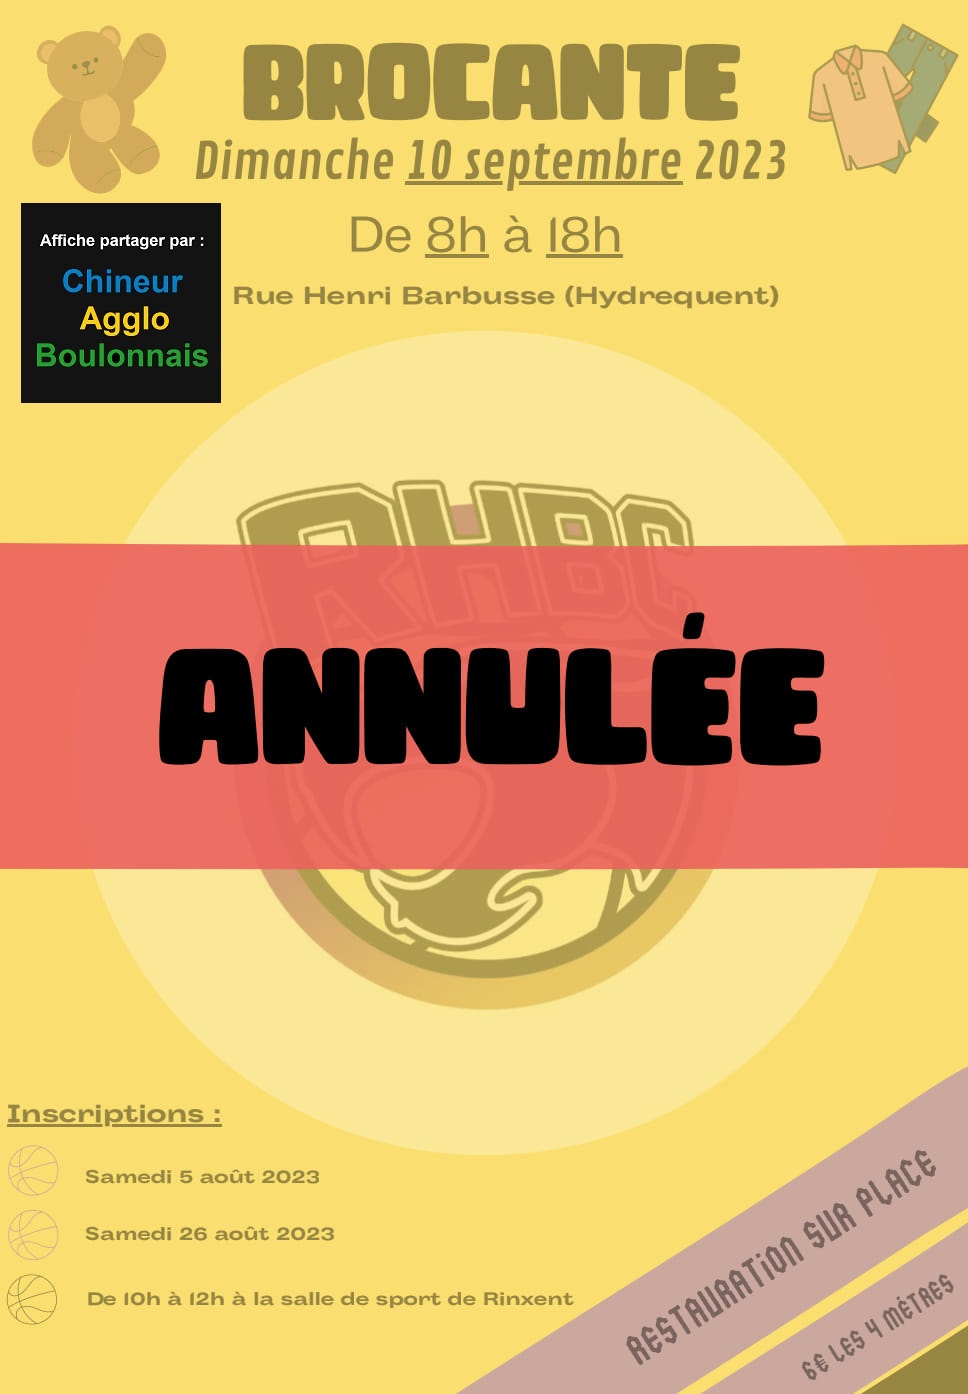 BROCANTE
Dimanche 10 septembre 2023
De 8h à 18h
Rue Henri Barbusse (Hydrequent)
Affiche partager par :
Chineur
Agglo
Boulonnais
RHBC
ANNULÉE
Inscriptions :
Samedi 5 août 2023
Samedi 26 août 2023
De 10h à 12h à la salle de sport de Rinxent
RESTAURATION SUR PLACE
6€ LES 4 MÈTRES